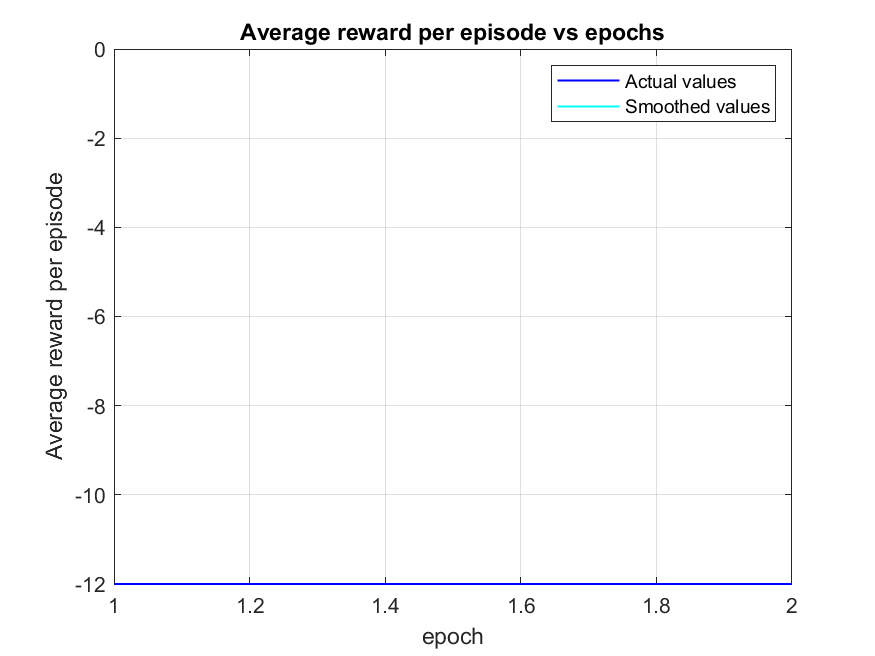 Average reward per episode vs epochs
0
Actual values
Smoothed values
-2
-4
-6
-8
-10
-12
Average reward per episode
1 1.2 1.4 1.6 1.8 2
epoch